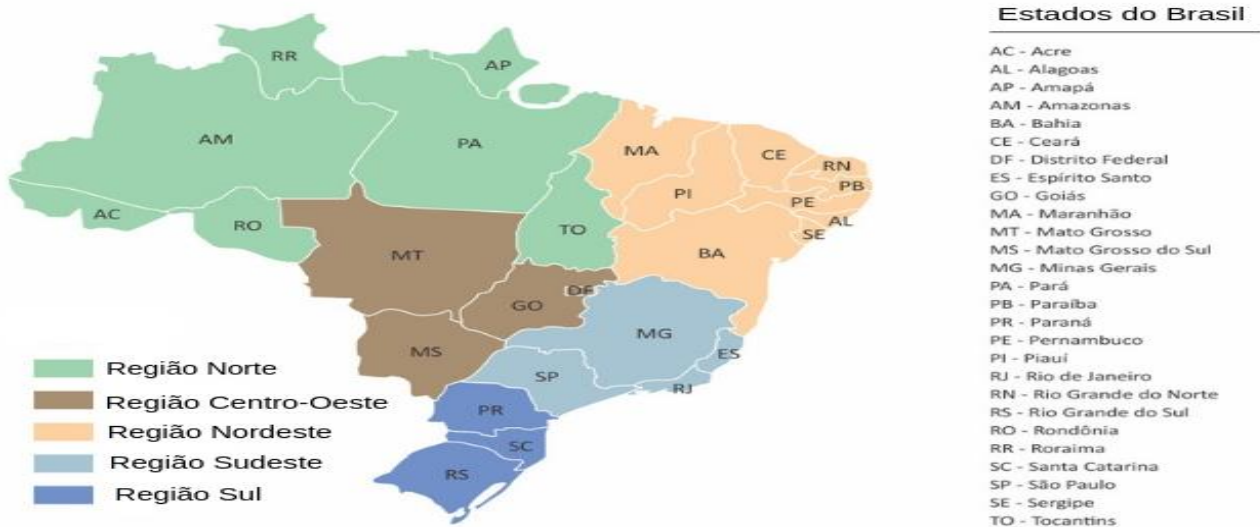 RR
AP
AM
PA
MA
CE
RN
PB
PI
PE
AL
SE
AC
RO
TO
MT
BA
GO
DF
MG
MS
ES
SP
RJ
PR
SC
RS
Região Norte
Região Centro-Oeste
Região Nordeste
Região Sudeste
Região Sul
Estados do Brasil
AC - Acre
AL - Alagoas
AP - Amapá
AM - Amazonas
BA - Bahia
CE - Ceará
DF - Distrito Federal
ES - Espírito Santo
GO - Goiás
MA - Maranhão
MT - Mato Grosso
MS - Mato Grosso do Sul
MG - Minas Gerais
PA - Pará
PB - Paraíba
PR - Paraná
PE - Pernambuco
PI - Piauí
RJ - Rio de Janeiro
RN - Rio Grande do Norte
RS - Rio Grande do Sul
RO - Rondônia
RR - Roraima
SC - Santa Catarina
SP - São Paulo
SE - Sergipe
TO - Tocantins